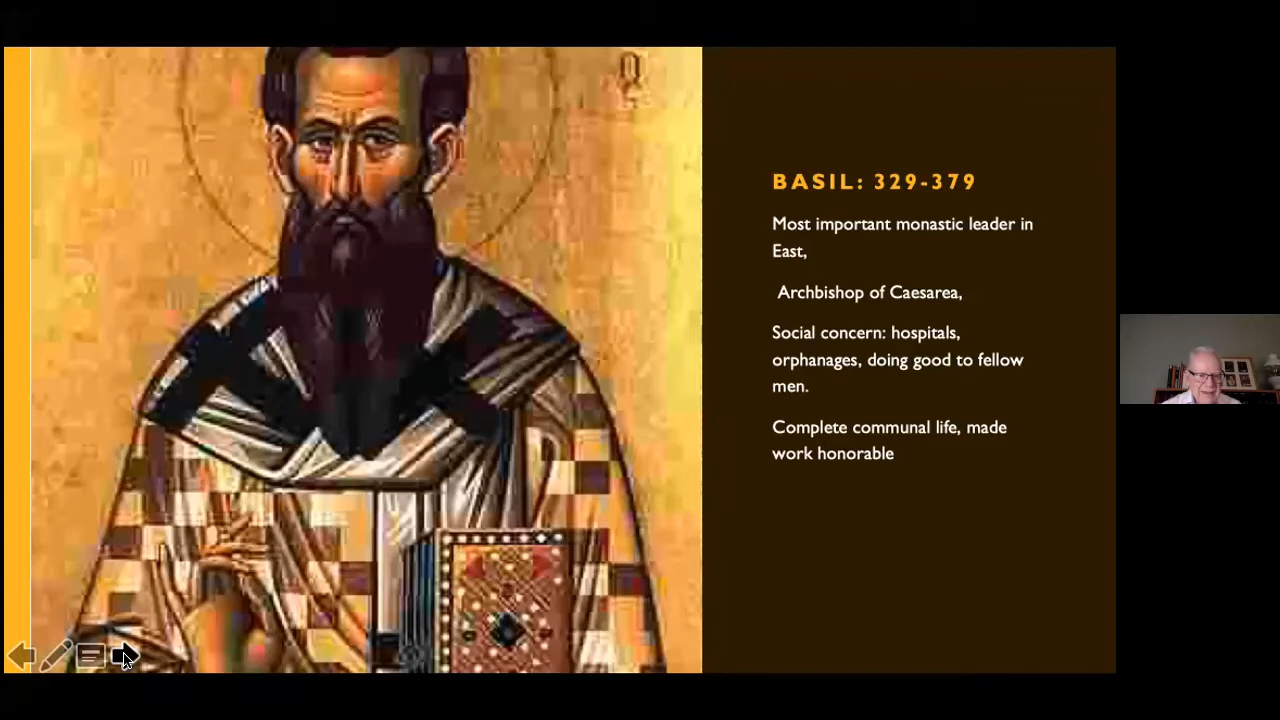 BASIL: 329-379
Most important monastic leader in
East,
Archbishop of Caesarea,
Social concern: hospitals,
orphanages, doing good to fellow
men.
Complete communal life, made
work honorable